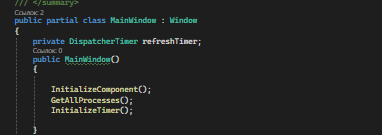 /// </summary>
Ссылок: 2
public partial class MainWindow : Window
{
private DispatcherTimer refreshTimer;
Ссылок: 0
public MainWindow()
{
InitializeComponent();
GetAllProcesses();
InitializeTimer();
}